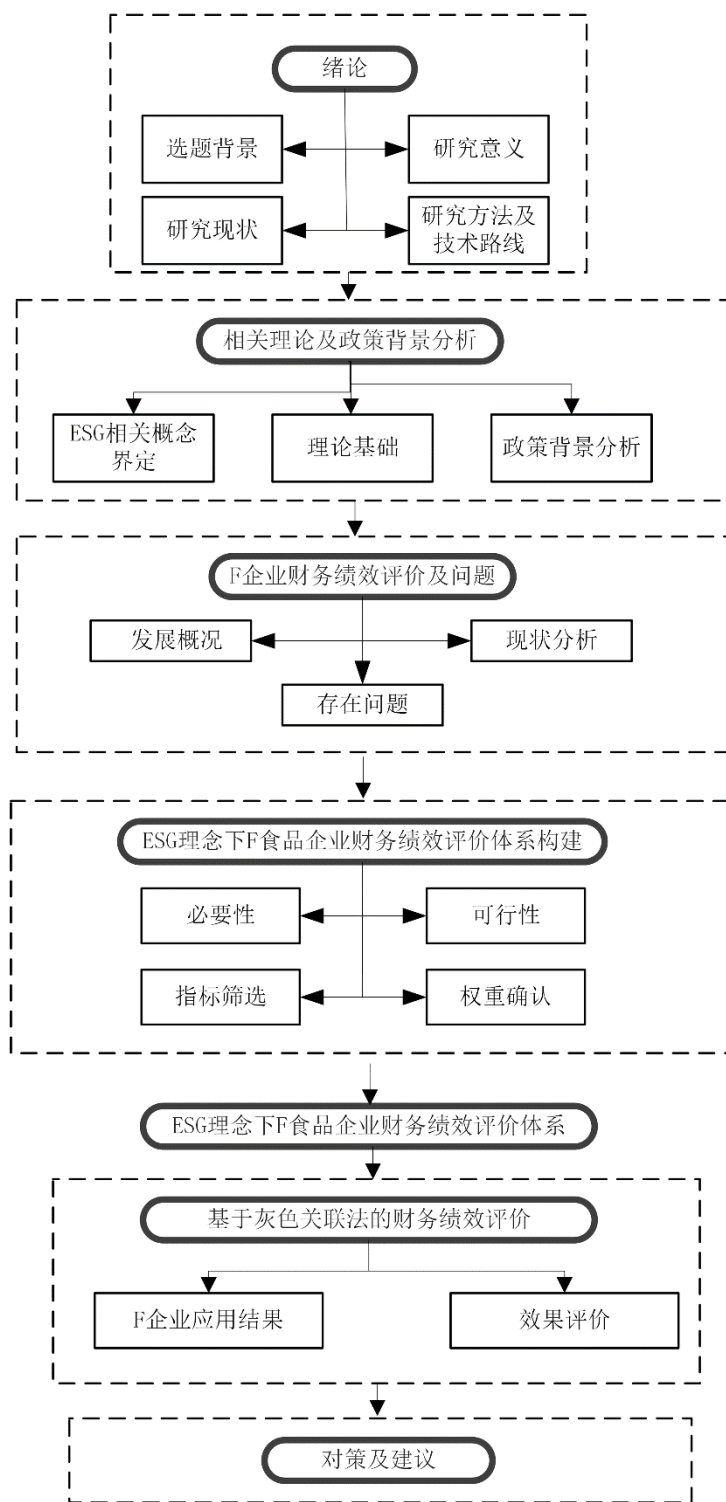 绪论
选题背景
研究意义
研究现状
研究方法及
技术路线
相关理论及政策背景分析
ESG相关概念
界定
理论基础
政策背景分析
F企业财务绩效评价及问题
发展概况
现状分析
存在问题
ESG理念下F食品企业财务绩效评价体系构建
必要性
可行性
指标筛选
权重确认
ESG理念下F食品企业财务绩效评价体系
基于灰色关联法的财务绩效评价
F企业应用结果
效果评价
对策及建议